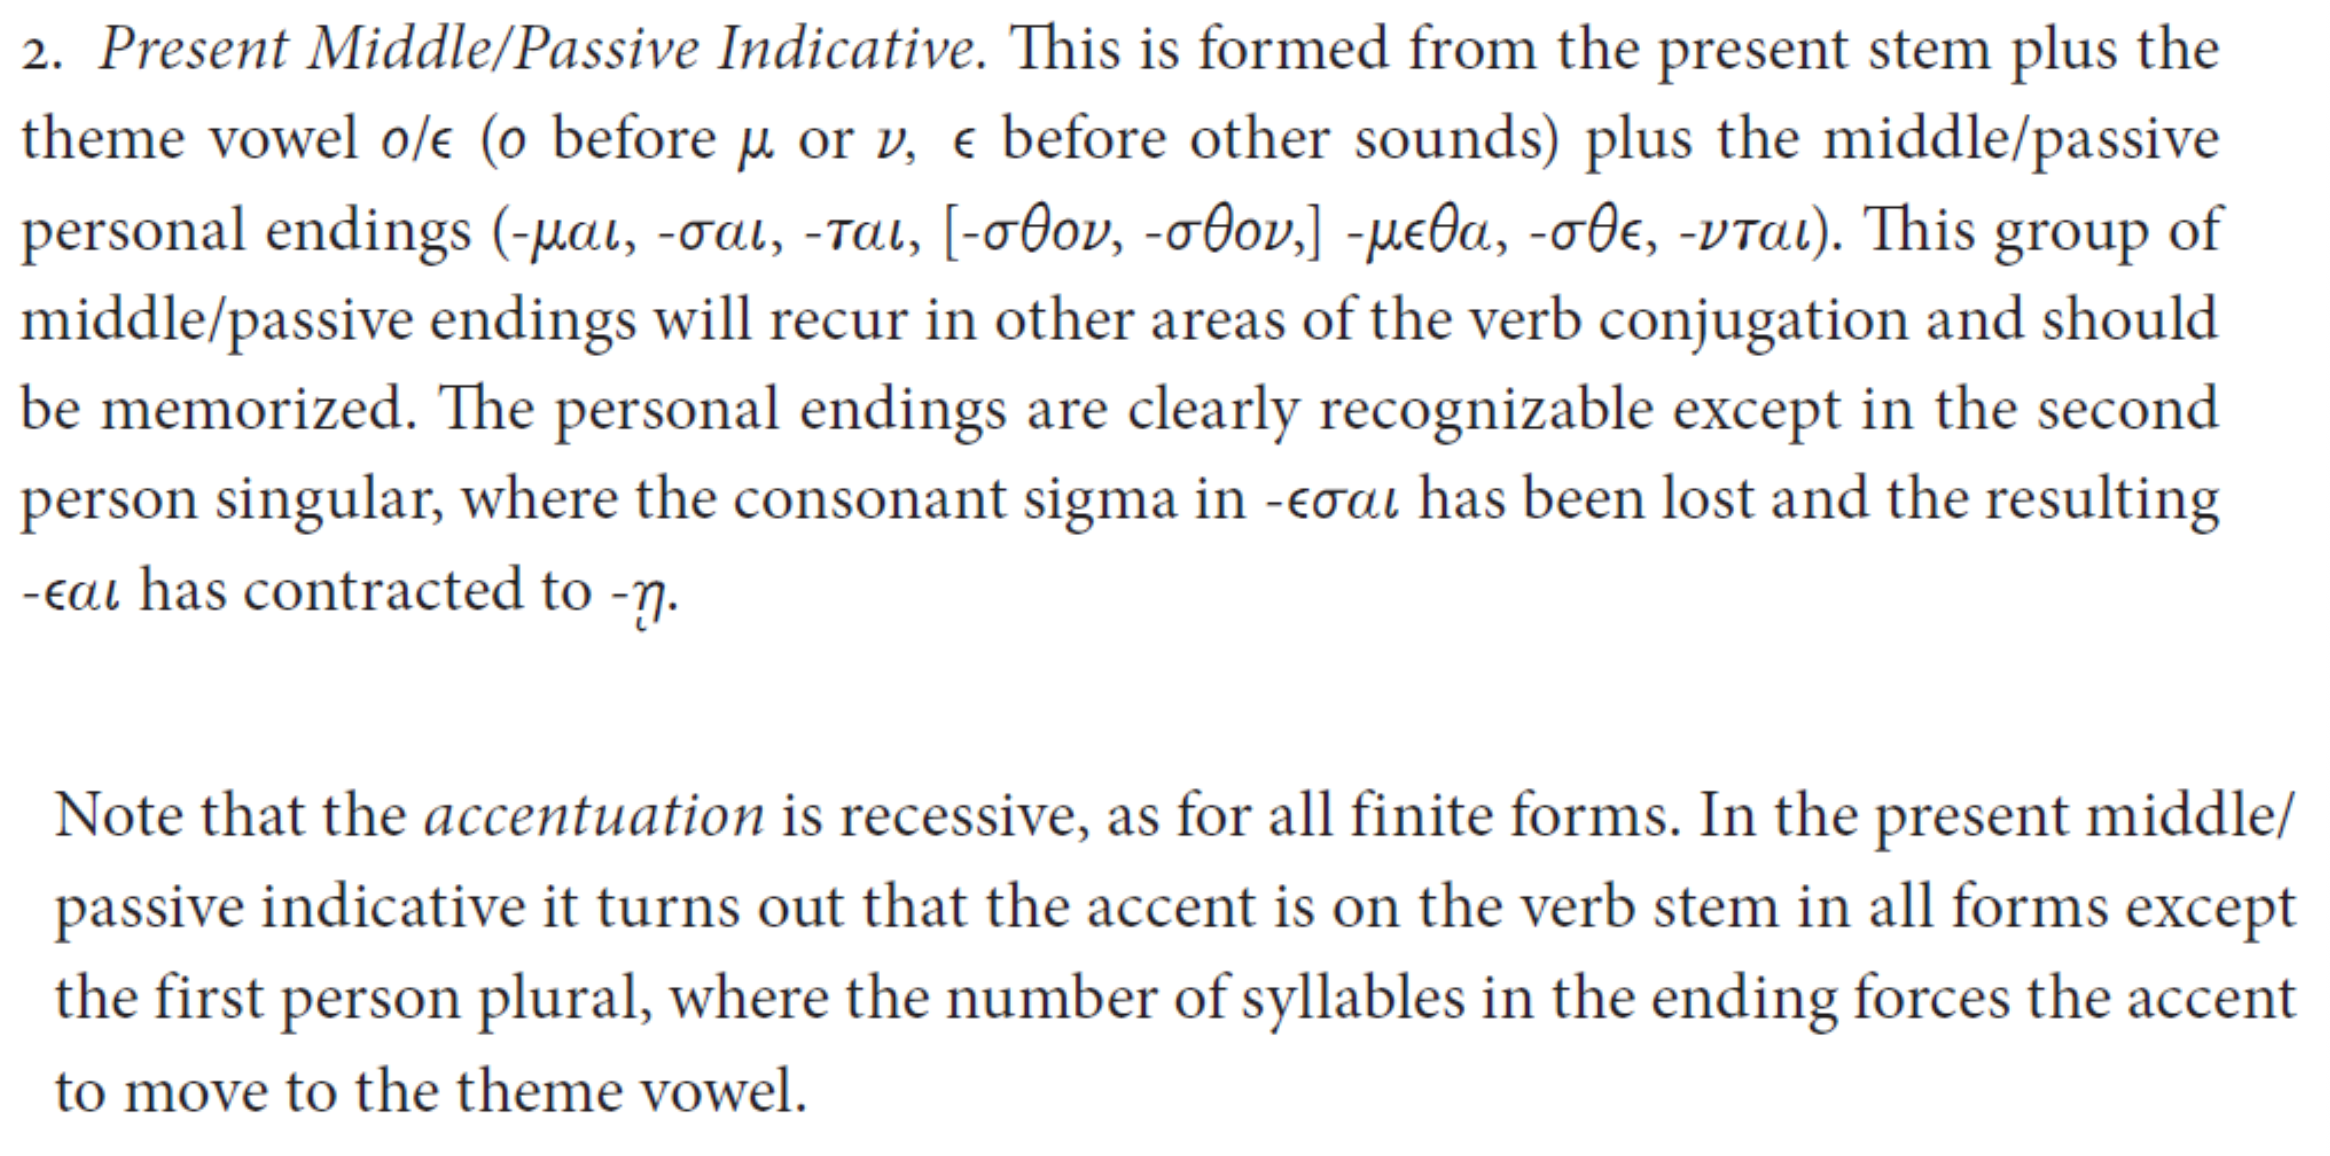 2. Present Middle/Passive Indicative. This is formed from the present stem plus the
theme vowel ο/ε (ο before μ or ν, ε before other sounds) plus the middle/passive
personal endings (-μαι, -σαι, -ται, [-σθον, -σθον,] -μεθα, -σθε, -νται). This group of
middle/passive endings will recur in other areas of the verb conjugation and should
be memorized. The personal endings are clearly recognizable except in the second
person singular, where the consonant sigma in -εσαι has been lost and the resulting
-εαι has contracted to -ῃ.
Note that the accentuation is recessive, as for all finite forms. In the present middle/
passive indicative it turns out that the accent is on the verb stem in all forms except
the first person plural, where the number of syllables in the ending forces the accent
to move to the theme vowel.